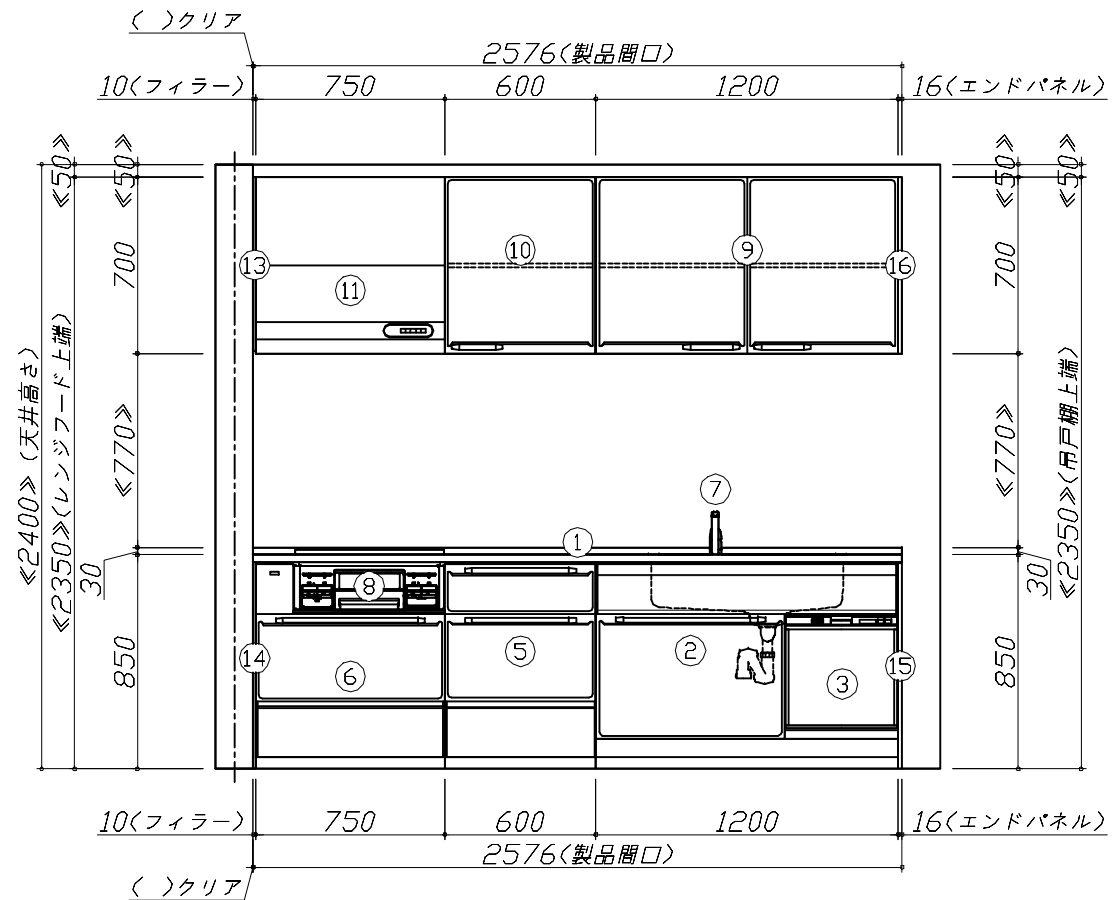 ( )クリア
2576(製品間口)
10(フィラー) 750 600 1200 16(エンドパネル)
≪50≫ ≪50≫ ≪50≫ ≪50≫
700 700
13 10 9 16
11
≪2400≫(天井高さ)
≪2350≫(レンジフード上端)
≪770≫ ≪770≫
≪2350≫(吊戸棚上端)
7
1
30 30
8
850 850
14 6 5 2 3 15
10(フィラー) 750 600 1200 16(エンドパネル)
2576(製品間口)
( )クリア